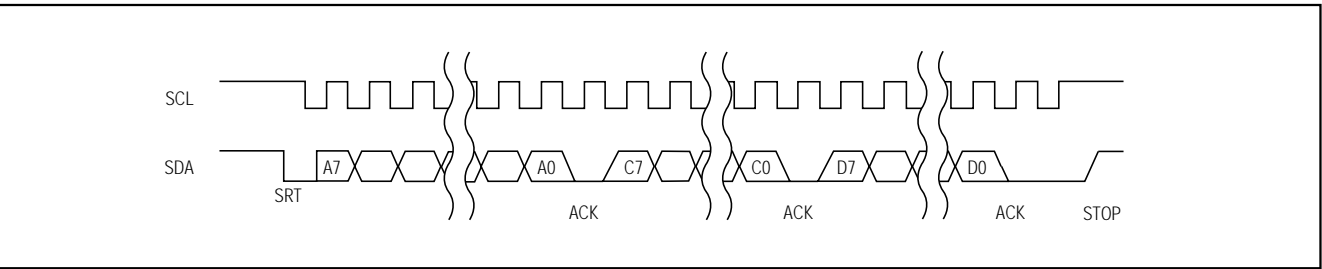 SCL
SDA A7 A0 C7 C0 D7 D0
SRT ACK ACK ACK STOP